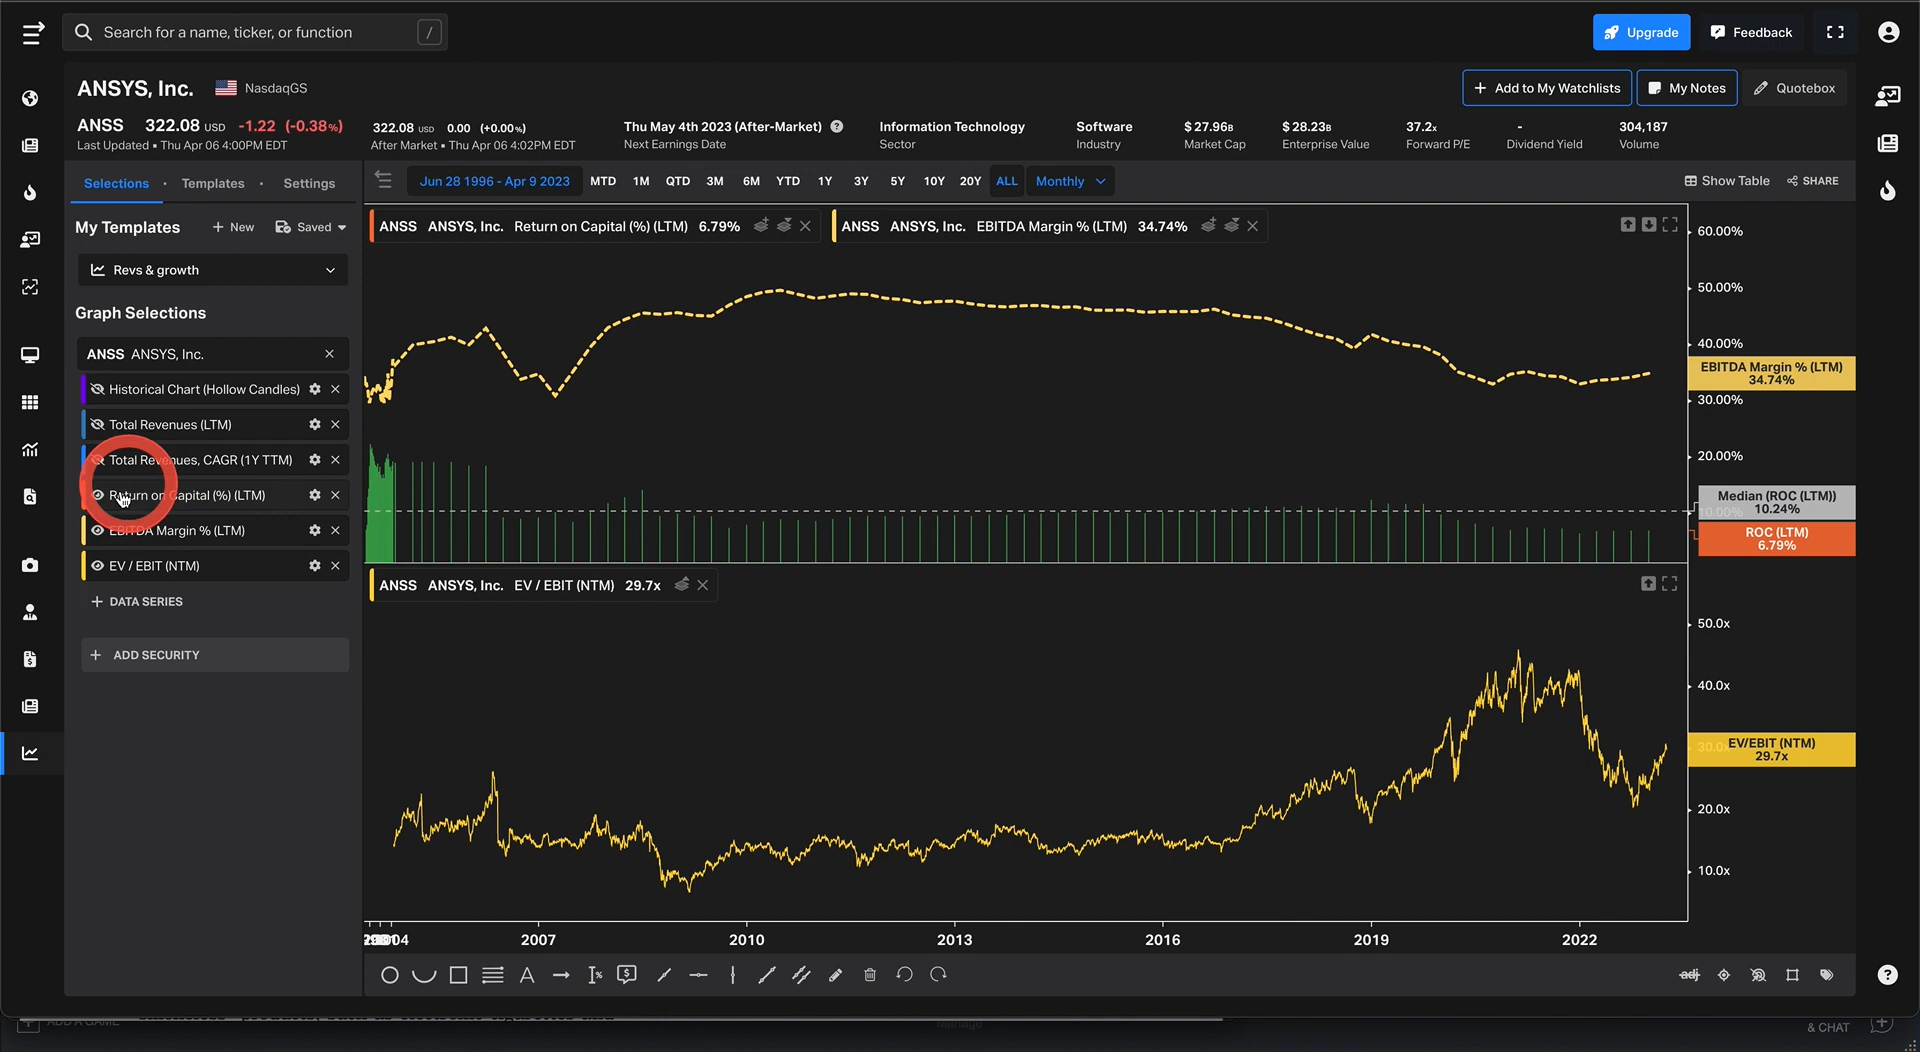 Search for a name, ticker, or function
/
Upgrade
Feedback
ANSYS, Inc.
NasdaqGS
+ Add to My Watchlists
My Notes
Quotebox
ANSS 322.08 USD -1.22 (-0.38%)
Last Updated • Thu Apr 06 4:00PM EDT
322.08 USD 0.00 (+0.00%)
After Market • Thu Apr 06 4:02PM EDT
Thu May 4th 2023 (After-Market) ?
Next Earnings Date
Information Technology
Sector
Software
Industry
$ 27.96B
Market Cap
$ 28.23B
Enterprise Value
37.2x
Forward P/E
-
Dividend Yield
304,187
Volume
Selections • Templates • Settings
Jun 28 1996 - Apr 9 2023 MTD 1M QTD 3M 6M YTD 1Y 3Y 5Y 10Y 20Y ALL Monthly
Show Table SHARE
My Templates + New Saved
Revs & growth
Graph Selections
ANSS ANSYS, Inc.
Historical Chart (Hollow Candles)
Total Revenues (LTM)
Total Revenues, CAGR (1Y TTM)
Return on Capital (%) (LTM)
EBITDA Margin % (LTM)
EV / EBIT (NTM)
+ DATA SERIES
+ ADD SECURITY
ANSS ANSYS, Inc. Return on Capital (%) (LTM) 6.79%
ANSS ANSYS, Inc. EBITDA Margin % (LTM) 34.74%
60.00%
50.00%
40.00%
EBITDA Margin % (LTM)
34.74%
30.00%
20.00%
Median (ROC (LTM))
10.24%
10.00%
ROC (LTM)
6.79%
ANSS ANSYS, Inc. EV / EBIT (NTM) 29.7x
50.0x
40.0x
30.0x
EV/EBIT (NTM)
29.7x
20.0x
10.0x
2007 2010 2013 2016 2019 2022
A
adj
?
ADD A GAME
Manage
& CHAT